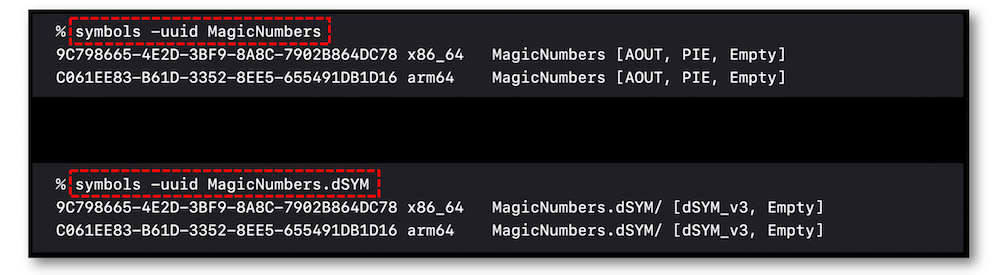 % symbols -uuid MagicNumbers
9C798665-4E2D-3BF9-8A8C-7902B864DC78 x86_64   MagicNumbers [AOUT, PIE, Empty]
C061EE83-B61D-3352-8EE5-655491DB1D16 arm64    MagicNumbers [AOUT, PIE, Empty]
% symbols -uuid MagicNumbers.dSYM
9C798665-4E2D-3BF9-8A8C-7902B864DC78 x86_64   MagicNumbers.dSYM/ [dSYM_v3, Empty]
C061EE83-B61D-3352-8EE5-655491DB1D16 arm64    MagicNumbers.dSYM/ [dSYM_v3, Empty]